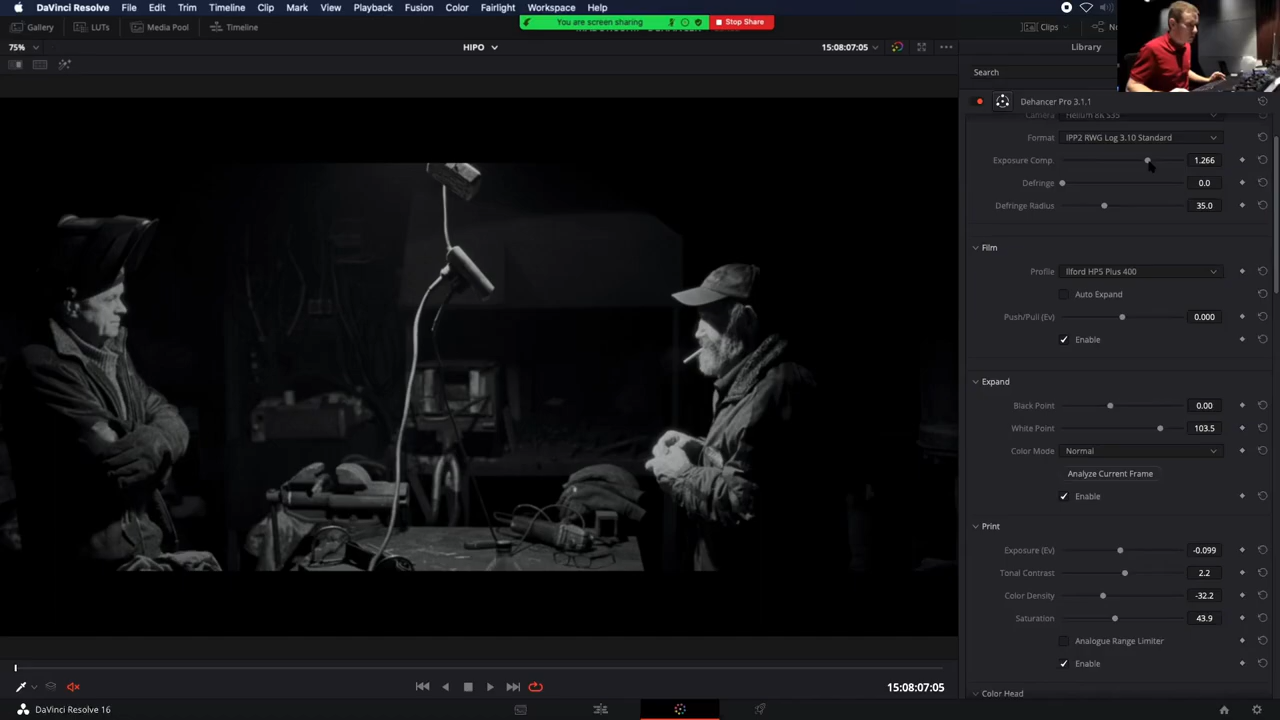 DaVinci Resolve File Edit Trim Timeline Clip Mark View Playback Fusion Color Fairlight Workspace Help
You are screen sharing Stop Share
Gallery LUTs Media Pool Timeline Clips
75% HIPO 15:08:07:05 Library
Search
Dehancer Pro 3.1.1
Camera Helium 8K S35
Format IPP2 RWG Log 3.10 Standard
Exposure Comp. 1.266
Defringe 0.0
Defringe Radius 35.0
Film
Profile Ilford HP5 Plus 400
Auto Expand
Push/Pull (Ev) 0.000
Enable
Expand
Black Point 0.00
White Point 103.5
Color Mode Normal
Analyze Current Frame
Enable
Print
Exposure (Ev) -0.099
Tonal Contrast 2.2
Color Density -32.2
Saturation 43.9
Analogue Range Limiter
Enable
Color Head
15:08:07:05
DaVinci Resolve 16